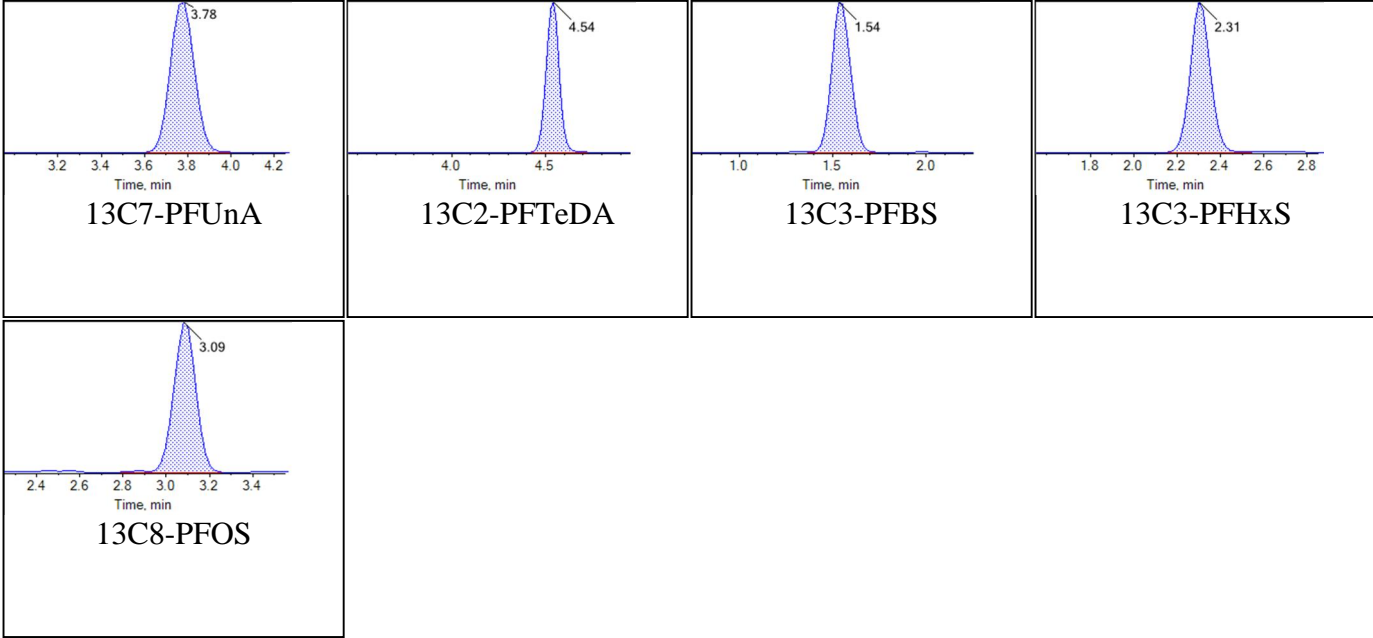 3.78
3.2 3.4 3.6 3.8 4.0 4.2
Time, min
13C7-PFUnA
4.54
4.0 4.5
Time, min
13C2-PFTeDA
1.54
1.0 1.5 2.0
Time, min
13C3-PFBS
2.31
1.8 2.0 2.2 2.4 2.6 2.8
Time, min
13C3-PFHxS
3.09
2.4 2.6 2.8 3.0 3.2 3.4
Time, min
13C8-PFOS